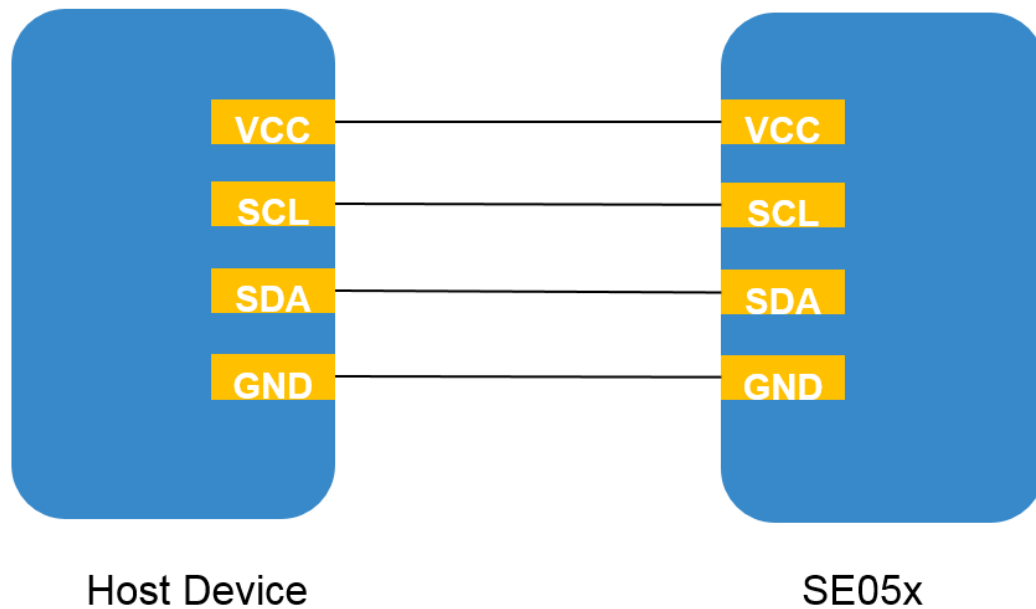 VCC VCC
SCL SCL
SDA SDA
GND GND
Host Device SE05x